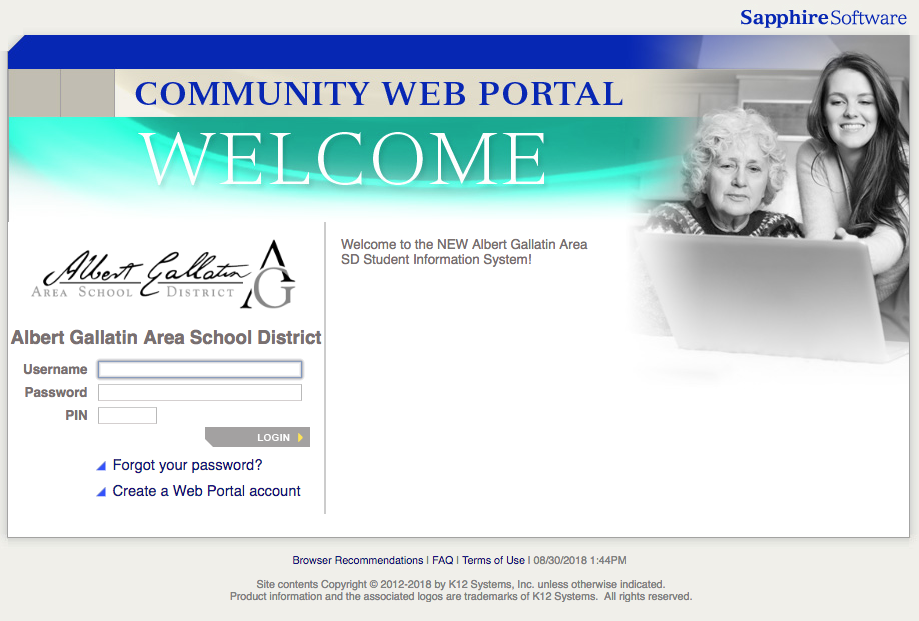 SapphireSoftware
COMMUNITY WEB PORTAL
WELCOME
Albert Gallatin AG
AREA SCHOOL DISTRICT
Welcome to the NEW Albert Gallatin Area
SD Student Information System!
Albert Gallatin Area School District
Username
Password
PIN
LOGIN
Forgot your password?
Create a Web Portal account
Browser Recommendations | FAQ | Terms of Use | 08/30/2018 1:44PM
Site contents Copyright © 2012-2018 by K12 Systems, Inc. unless otherwise indicated.
Product information and the associated logos are trademarks of K12 Systems. All rights reserved.